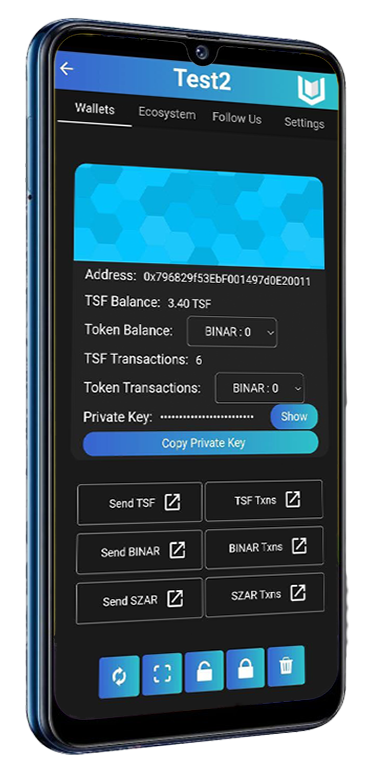 Test2
Wallets Ecosystem Follow Us Settings
Address: 0x796829f53EbF001497d0E20011
TSF Balance: 3.40 TSF
Token Balance: BINAR : 0
TSF Transactions: 6
Token Transactions: BINAR : 0
Private Key: •••••••••••••••••••••••• Show
Copy Private Key
Send TSF TSF Txns
Send BINAR BINAR Txns
Send SZAR SZAR Txns